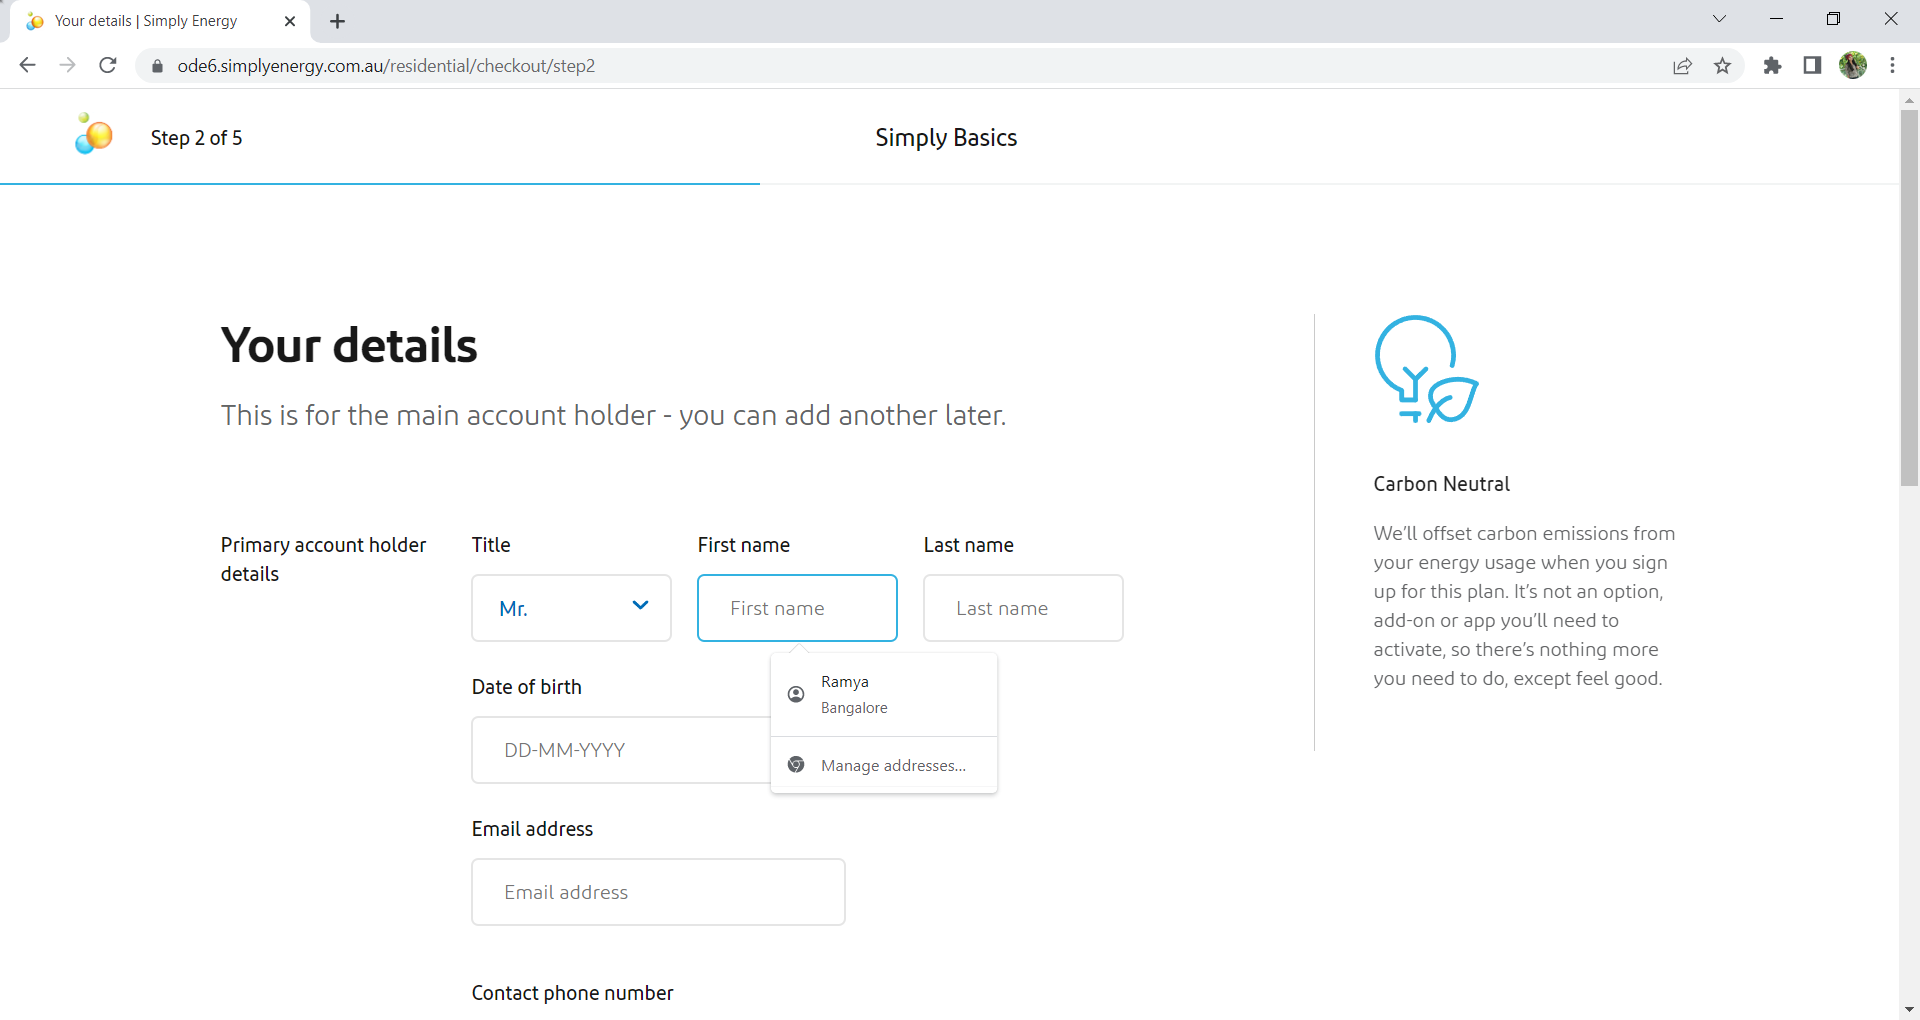 Your details | Simply Energy
ode6.simplyenergy.com.au/residential/checkout/step2
Step 2 of 5
Simply Basics
Your details
This is for the main account holder - you can add another later.
Primary account holder
details
Title
First name
Last name
Mr.
First name
Last name
Date of birth
DD-MM-YYYY
Ramya
Bangalore
Manage addresses...
Email address
Email address
Contact phone number
Carbon Neutral
We'll offset carbon emissions from
your energy usage when you sign
up for this plan. It's not an option,
add-on or app you'll need to
activate, so there's nothing more
you need to do, except feel good.